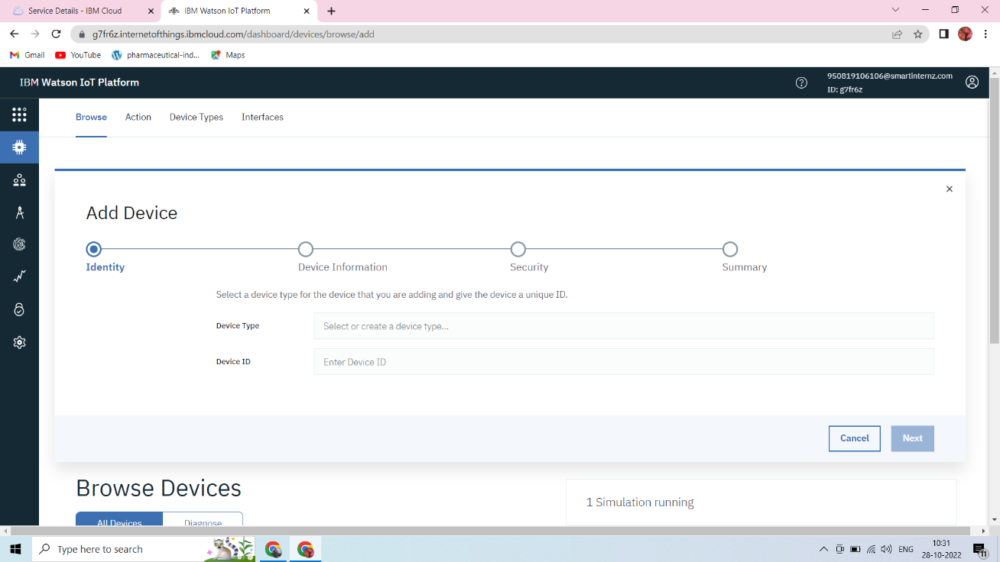 Service Details - IBM Cloud
IBM Watson IoT Platform
g7fr6z.internetofthings.ibmcloud.com/dashboard/devices/browse/add
Gmail
YouTube
pharmaceutical-ind...
Maps
IBM Watson IoT Platform
950819106106@smartinternz.com
ID: g7fr6z
Browse
Action
Device Types
Interfaces
Add Device
Identity
Device Information
Security
Summary
Select a device type for the device that you are adding and give the device a unique ID.
Device Type
Select or create a device type...
Device ID
Enter Device ID
Cancel
Next
Browse Devices
1 Simulation running
All Devices
Diagnose
Type here to search
ENG
10:31
28-10-2022
11